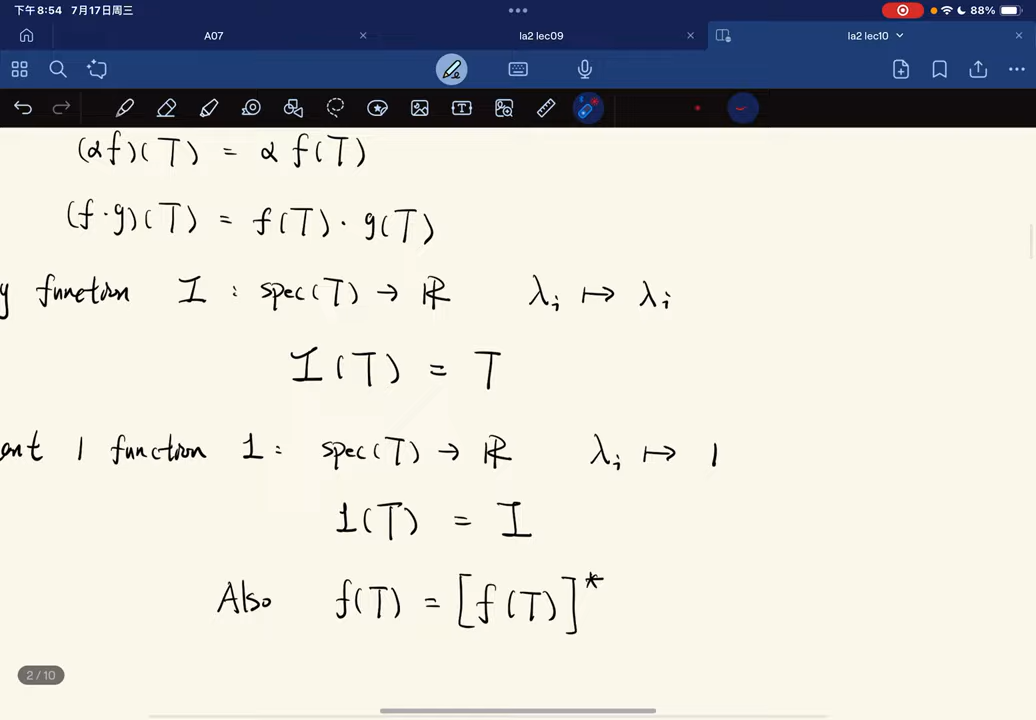 下午8:54 7月17日周三
88%
A07
la2 lec09
la2 lec10
(αf)(T) = α f(T)
(f·g)(T) = f(T) · g(T)
y function I : spec(T) → ℝ λᵢ ↦ λᵢ
I(T) = T
ant 1 function 1 : spec(T) → ℝ λᵢ ↦ 1
1(T) = I
Also f(T) = [f(T)]*
2 / 10